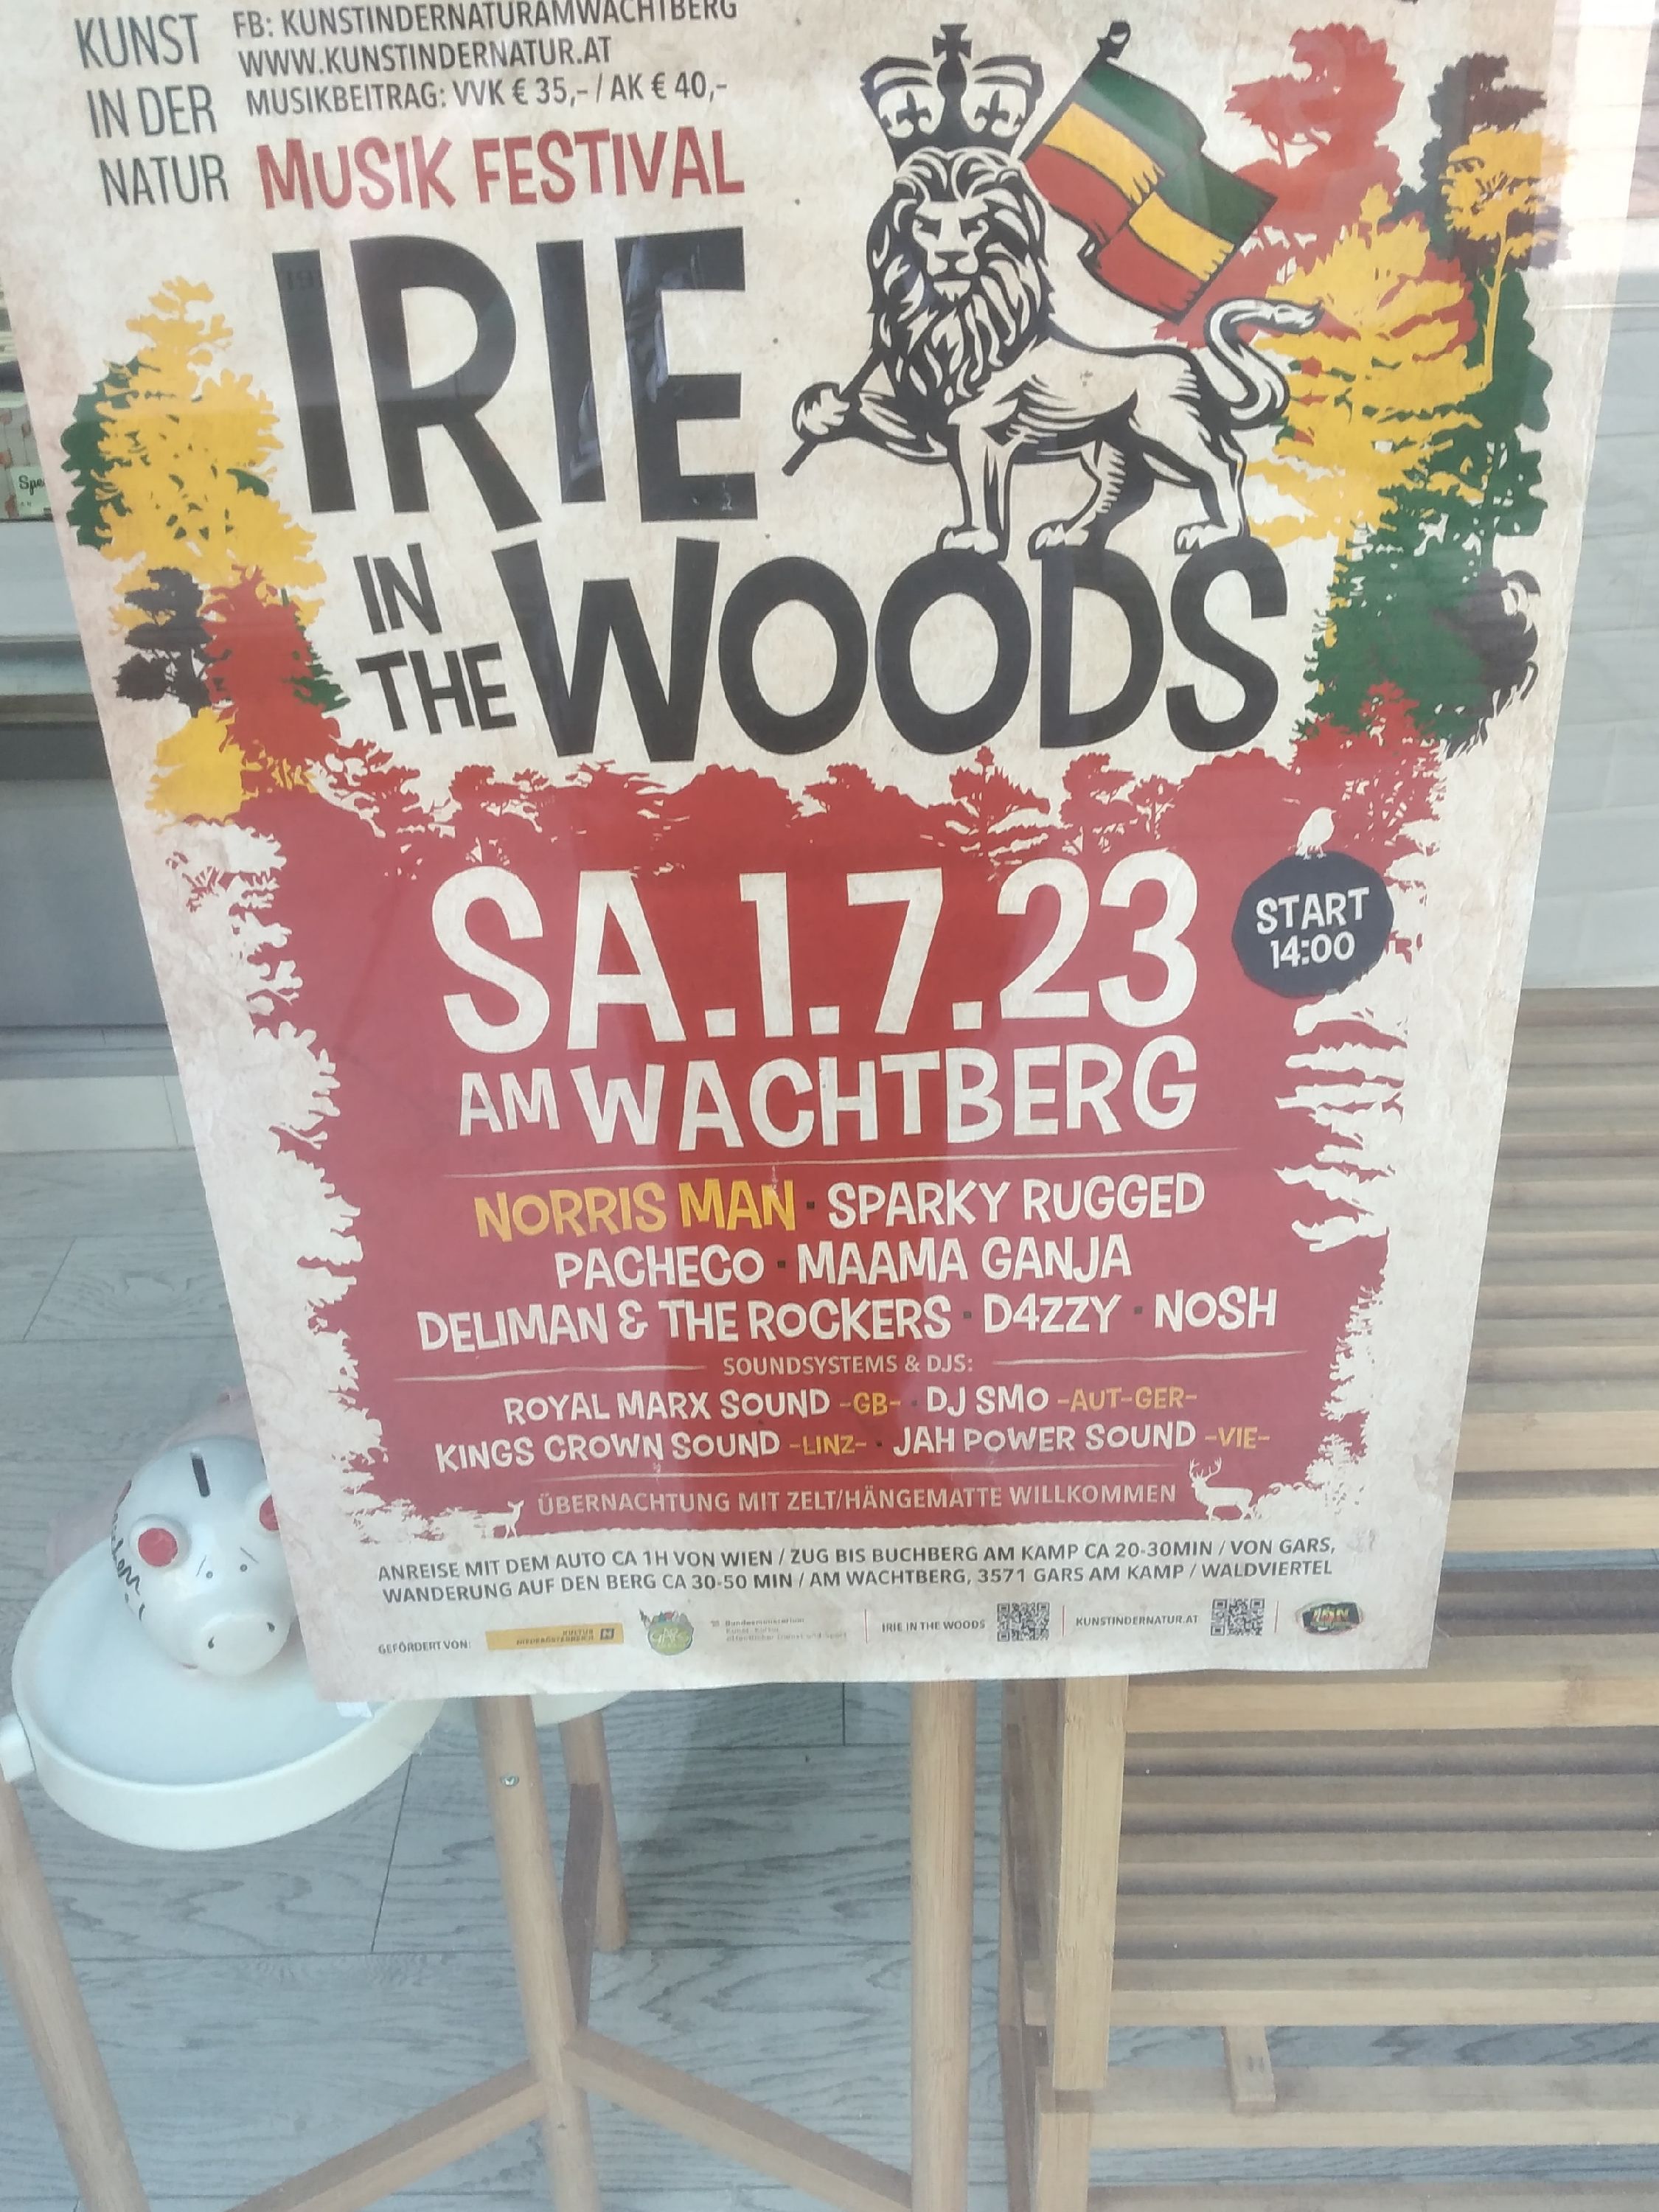 KUNST
IN DER
NATUR
FB: KUNSTINDERNATURAMWACHTBERG
WWW.KUNSTINDERNATUR.AT
MUSIKBEITRAG: VVK € 35,- / AK € 40,-
MUSIK FESTIVAL
IRIE
IN
THE
WOODS
SA.1.7.23
START
14:00
AM WACHTBERG
NORRIS MAN · SPARKY RUGGED
PACHECO · MAAMA GANJA
DELIMAN & THE ROCKERS · D4ZZY · NOSH
SOUNDSYSTEMS & DJS:
ROYAL MARX SOUND -GB- · DJ SMO -AUT-GER-
KINGS CROWN SOUND -LINZ- · JAH POWER SOUND -VIE-
ÜBERNACHTUNG MIT ZELT/HÄNGEMATTE WILLKOMMEN
ANREISE MIT DEM AUTO CA 1H VON WIEN / ZUG BIS BUCHBERG AM KAMP CA 20-30MIN / VON GARS,
WANDERUNG AUF DEN BERG CA 30-50 MIN / AM WACHTBERG, 3571 GARS AM KAMP / WALDVIERTEL
GEFÖRDERT VON:
KULTUR
NIEDERÖSTERREICH
IRIE IN THE WOODS
KUNSTINDERNATUR.AT
Spe